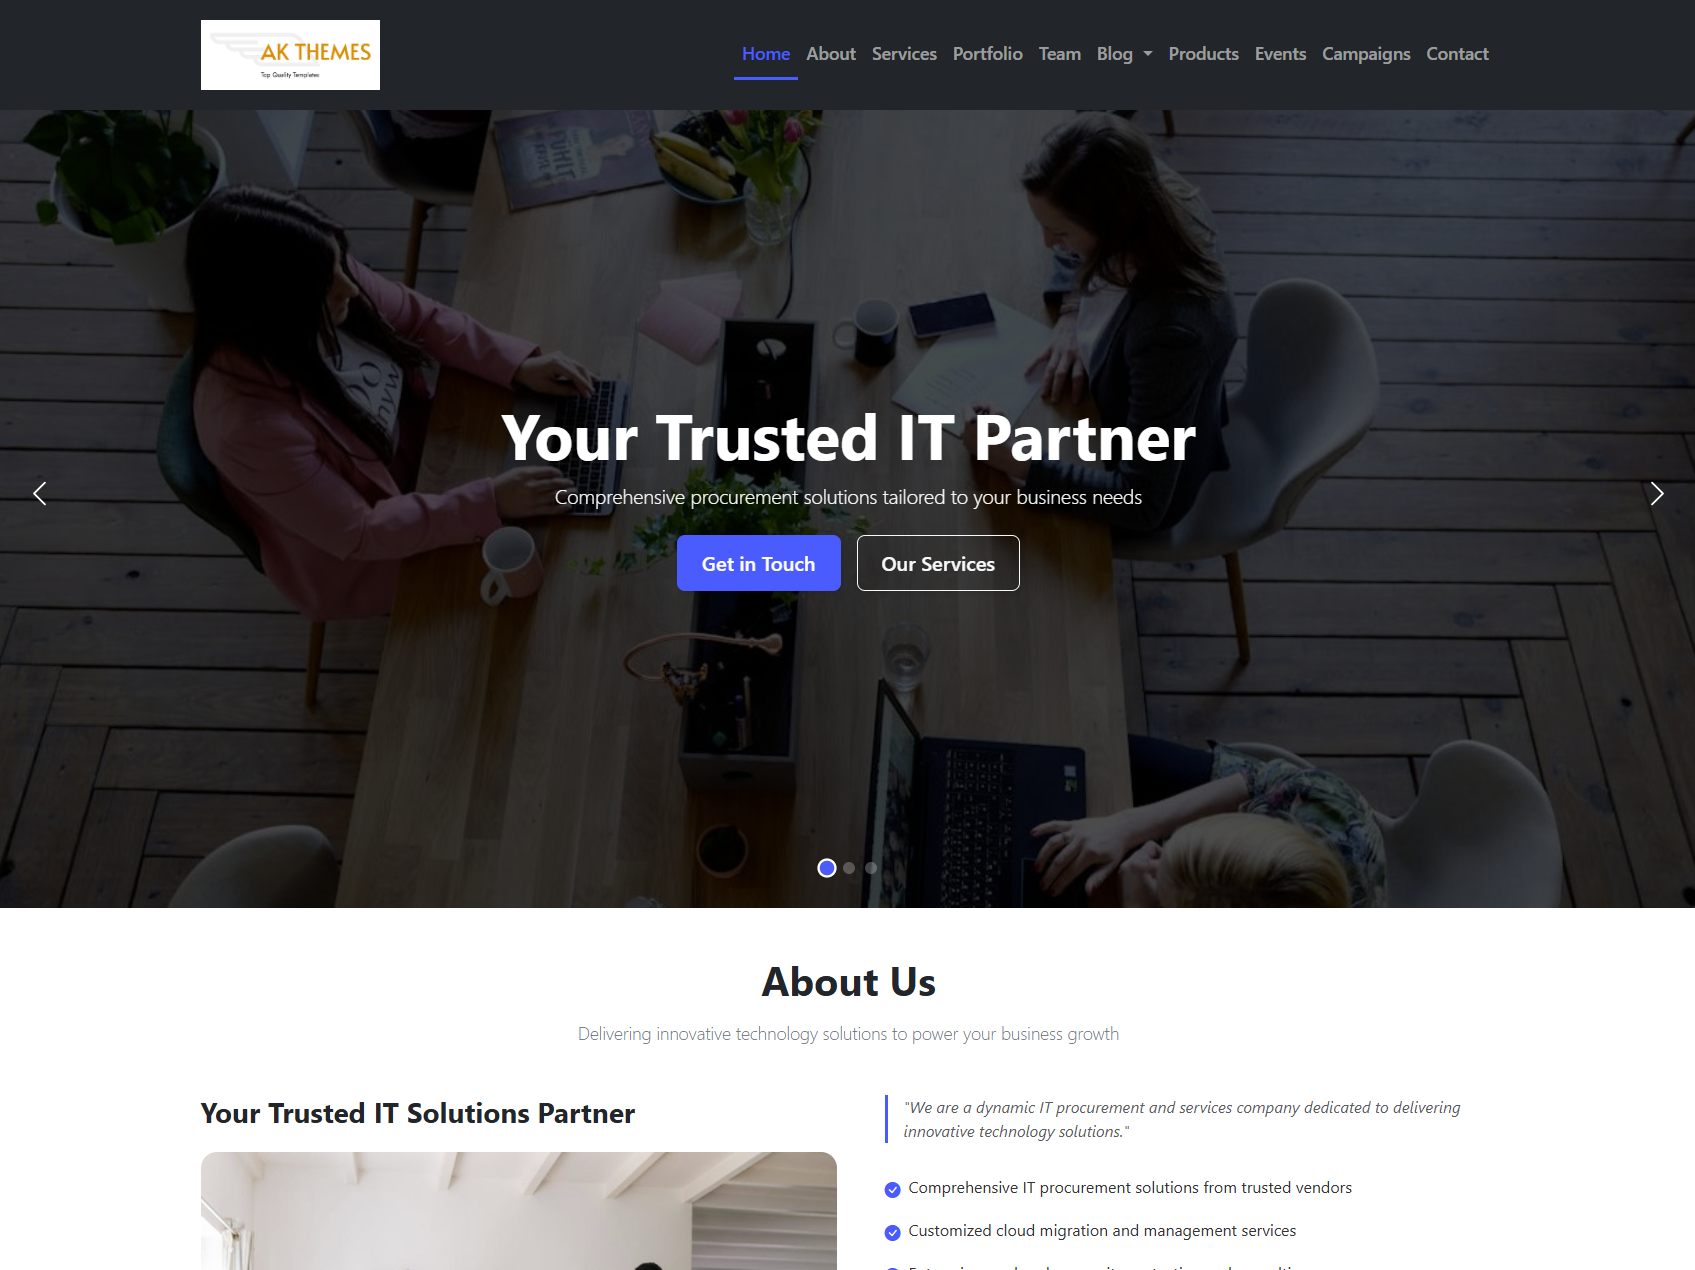 AK THEMES
Top Quality Templates
Home About Services Portfolio Team Blog Products Events Campaigns Contact
Your Trusted IT Partner
Comprehensive procurement solutions tailored to your business needs
Get in Touch
Our Services
About Us
Delivering innovative technology solutions to power your business growth
Your Trusted IT Solutions Partner
"We are a dynamic IT procurement and services company dedicated to delivering
innovative technology solutions."
Comprehensive IT procurement solutions from trusted vendors
Customized cloud migration and management services